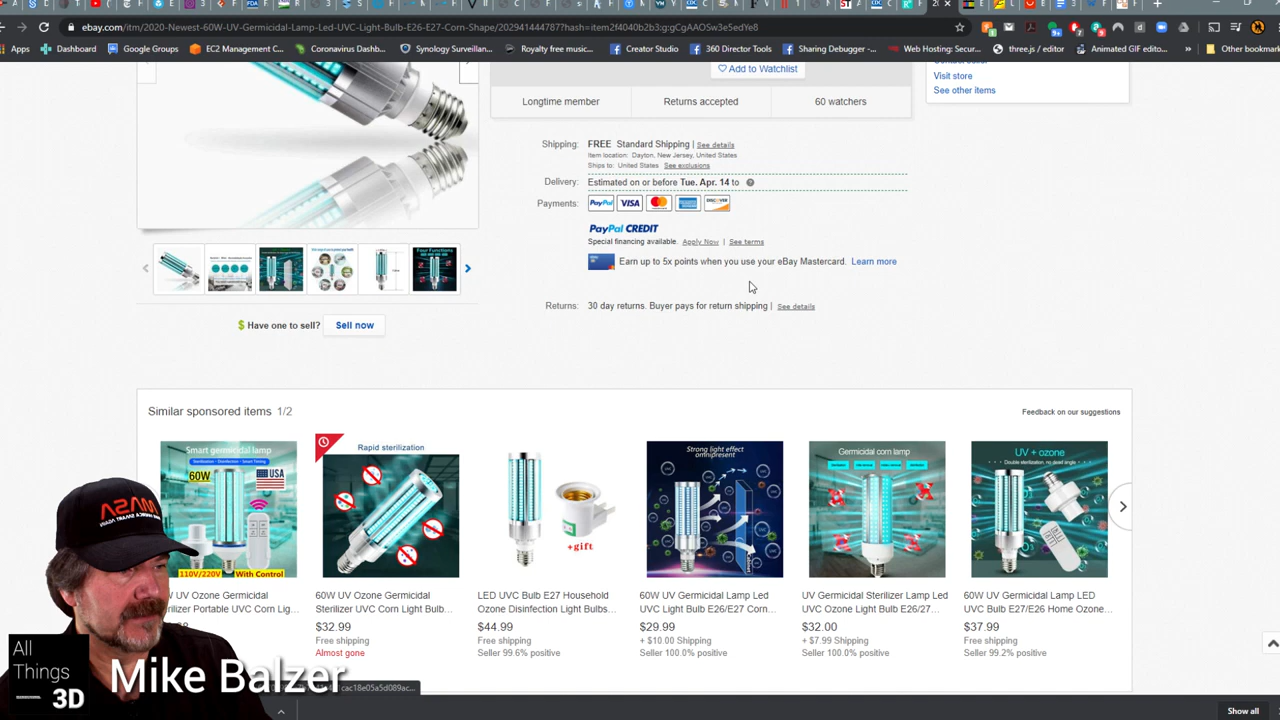 ebay.com/itm/2020-Newest-60W-UV-Germicidal-Lamp-Led-UVC-Light-Bulb-E26-E27-Corn-Shape/202941444787?hash=item2f4040b2b3:g:gCgAAOSw3e5edYe8
Apps
Dashboard
Google Groups
EC2 Management C...
Synology Surveillan...
Royalty free music...
Creator Studio
360 Director Tools
Sharing Debugger -...
Web Hosting: Secur...
three.js / editor
Animated GIF edito...
Other bookmar
Add to Watchlist
Visit store
See other items
Longtime member
Returns accepted
60 watchers
Shipping: FREE Standard Shipping | See details
Item location: Dayton, New Jersey, United States
Ships to: United States See exclusions
Delivery: Estimated on or before Tue. Apr. 14 to
Payments: PayPal VISA
DISCOVER
PayPal CREDIT
Special financing available. Apply Now | See terms
Earn up to 5x points when you use your eBay Mastercard. Learn more
Returns: 30 day returns. Buyer pays for return shipping | See details
Four Functions
$ Have one to sell? Sell now
Similar sponsored items 1/2
Feedback on our suggestions
Smart germicidal lamp
60W
USA
110V/220V
With Control
Rapid sterilization
+gift
Strong light effect
omnipresent
Germicidal corn lamp
UV + ozone
UV Ozone Germicidal
rilizer Portable UVC Corn Lig...
60W UV Ozone Germicidal
Sterilizer UVC Corn Light Bulb...
$32.99
Free shipping
Almost gone
LED UVC Bulb E27 Household
Ozone Disinfection Light Bulbs...
$44.99
Free shipping
Seller 99.6% positive
60W UV Germicidal Lamp Led
UVC Light Bulb E26/E27 Corn...
$29.99
+ $10.00 Shipping
Seller 100.0% positive
UV Germicidal Sterilizer Lamp Led
UVC Ozone Light Bulb E26/27...
$32.00
+ $7.99 Shipping
Seller 100.0% positive
60W UV Germicidal Lamp LED
UVC Bulb E27/E26 Home Ozone...
$37.99
Free shipping
Seller 99.2% positive
All
Things
3D
Mike Balzer
cac18e05a5d089ac...
Show all